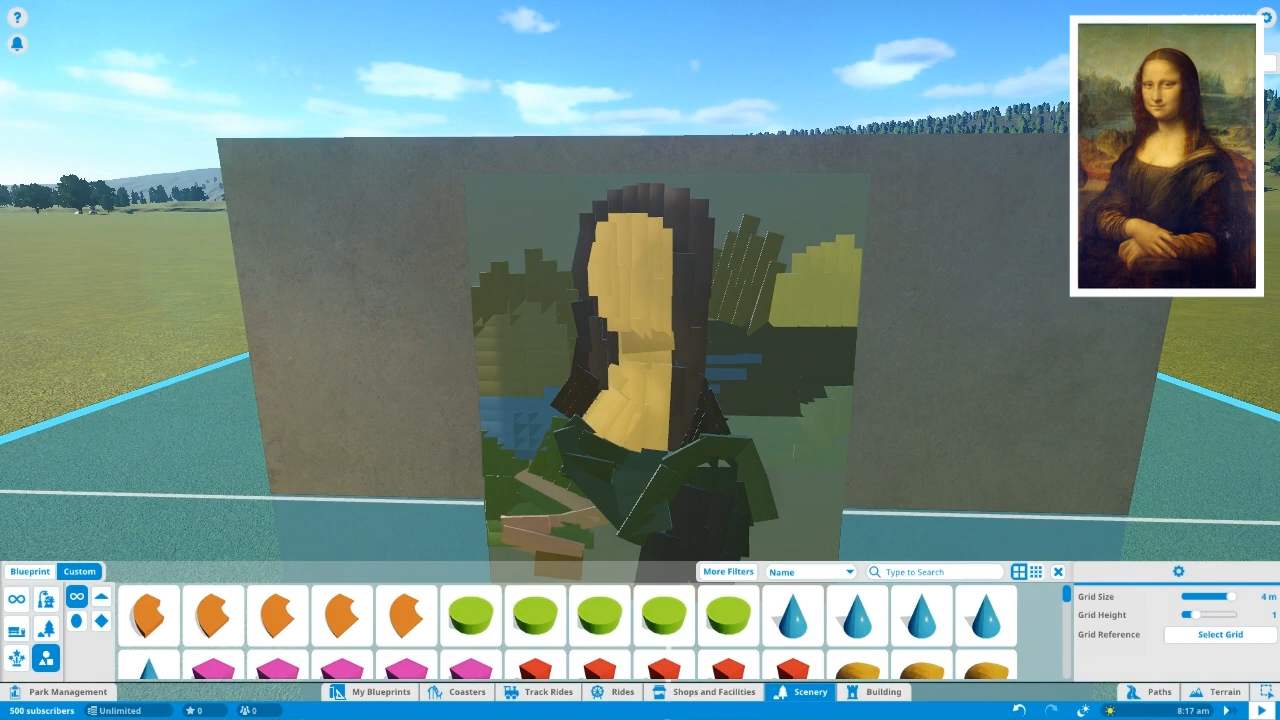 ?
Blueprint Custom More Filters Name Type to Search
Grid Size 4 m
Grid Height 1
Grid Reference Select Grid
Park Management My Blueprints Coasters Track Rides Rides Shops and Facilities Scenery Building Paths Terrain
500 subscribers Unlimited 0 0 8:17 am